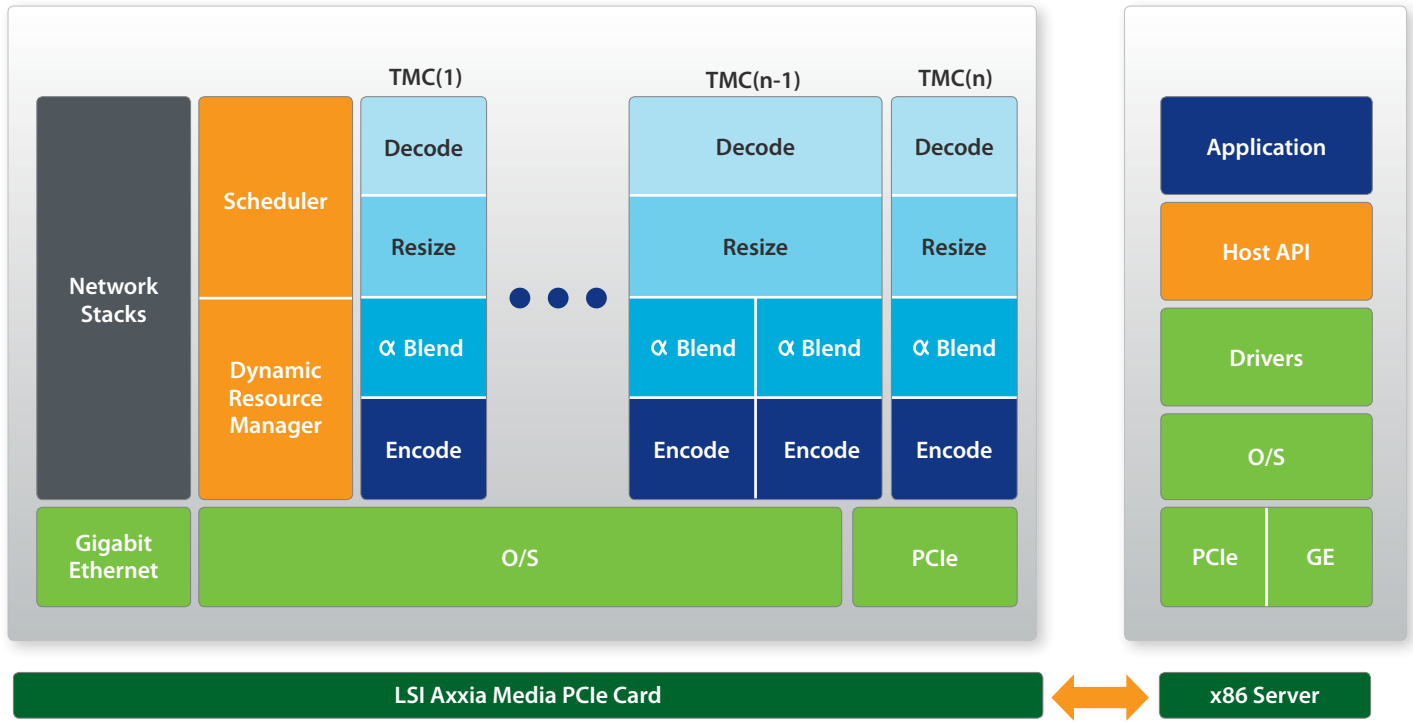 TMC(1)
TMC(n-1)
TMC(n)
Network
Stacks
Scheduler
Dynamic
Resource
Manager
Decode
Resize
α Blend
Encode
Decode
Resize
α Blend
α Blend
Encode
Encode
Decode
Resize
α Blend
Encode
Gigabit
Ethernet
O/S
PCIe
LSI Axxia Media PCIe Card
Application
Host API
Drivers
O/S
PCIe
GE
x86 Server